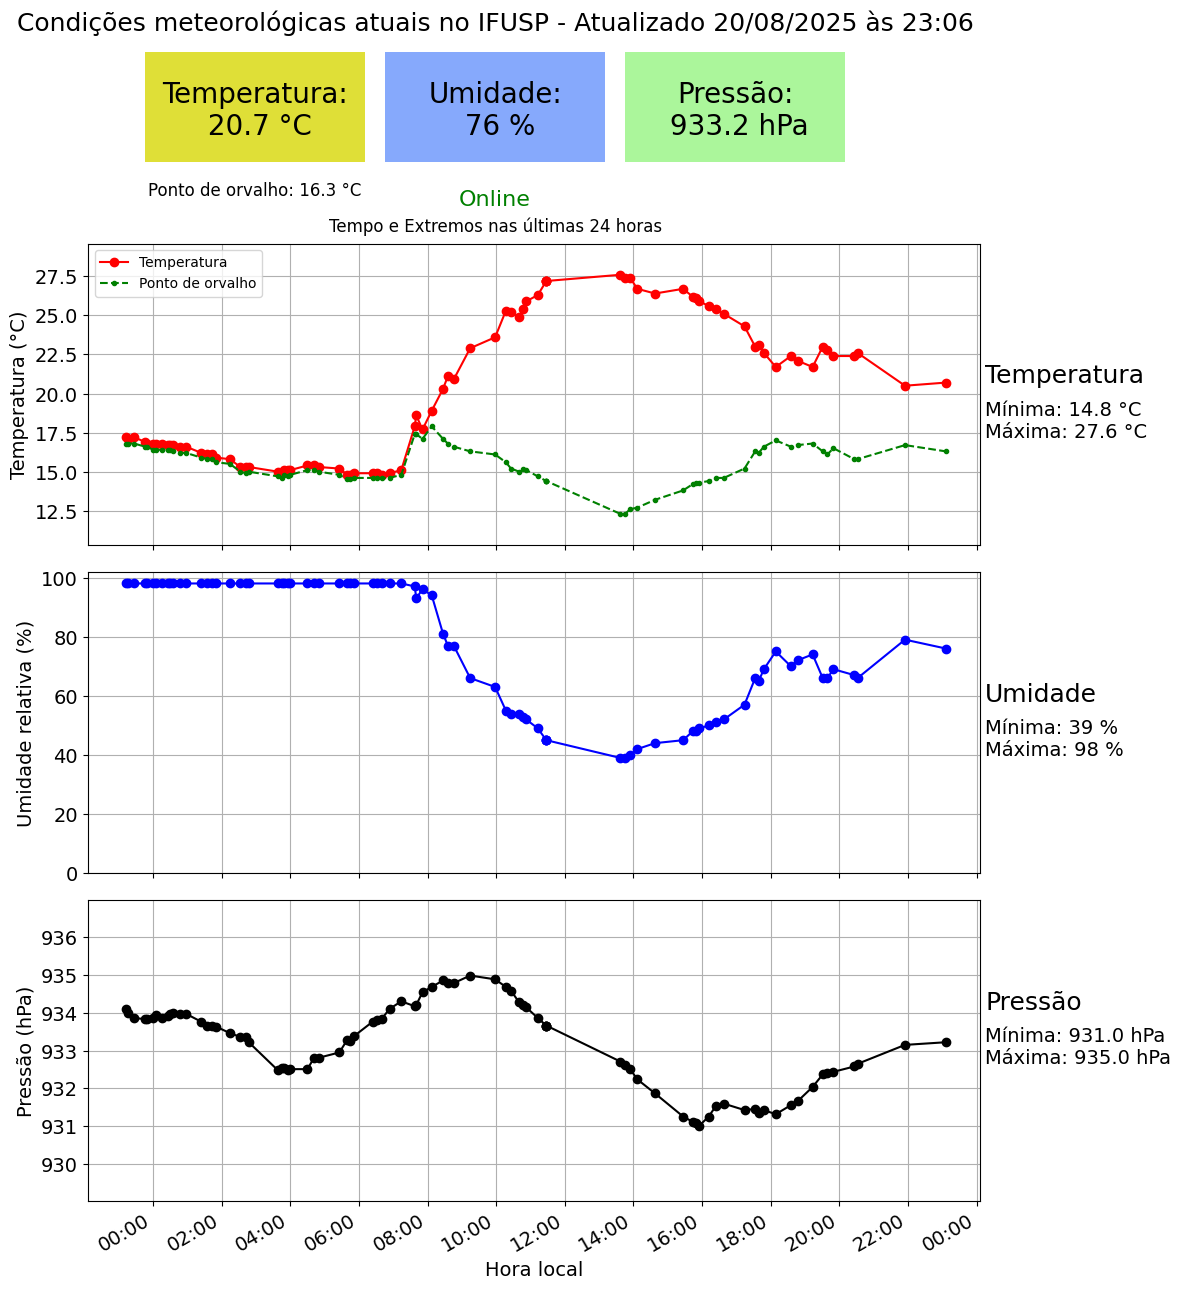 Condições meteorológicas atuais no IFUSP - Atualizado 20/08/2025 às 23:06
Temperatura:
20.7 °C
Umidade:
76 %
Pressão:
933.2 hPa
Ponto de orvalho: 16.3 °C
Online
Tempo e Extremos nas últimas 24 horas
Temperatura
Ponto de orvalho
Temperatura (°C)
27.5
25.0
22.5
20.0
17.5
15.0
12.5
Temperatura
Mínima: 14.8 °C
Máxima: 27.6 °C
Umidade relativa (%)
100
80
60
40
20
0
Umidade
Mínima: 39 %
Máxima: 98 %
Pressão (hPa)
936
935
934
933
932
931
930
Pressão
Mínima: 931.0 hPa
Máxima: 935.0 hPa
00:00
02:00
04:00
06:00
08:00
10:00
12:00
14:00
16:00
18:00
20:00
22:00
00:00
Hora local